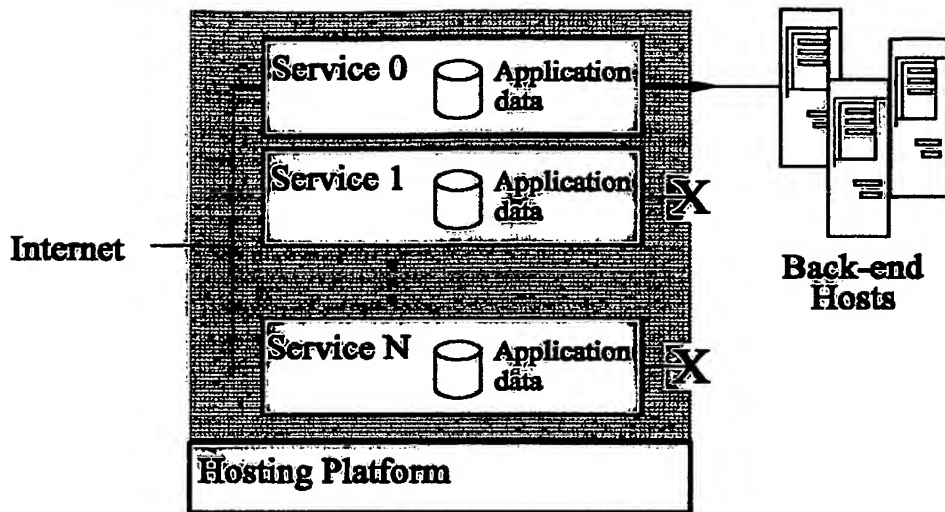 Service 0
Application
data
Service 1
Application
data
X
Internet
Back-end
Hosts
Service N
Application
data
X
Hosting Platform